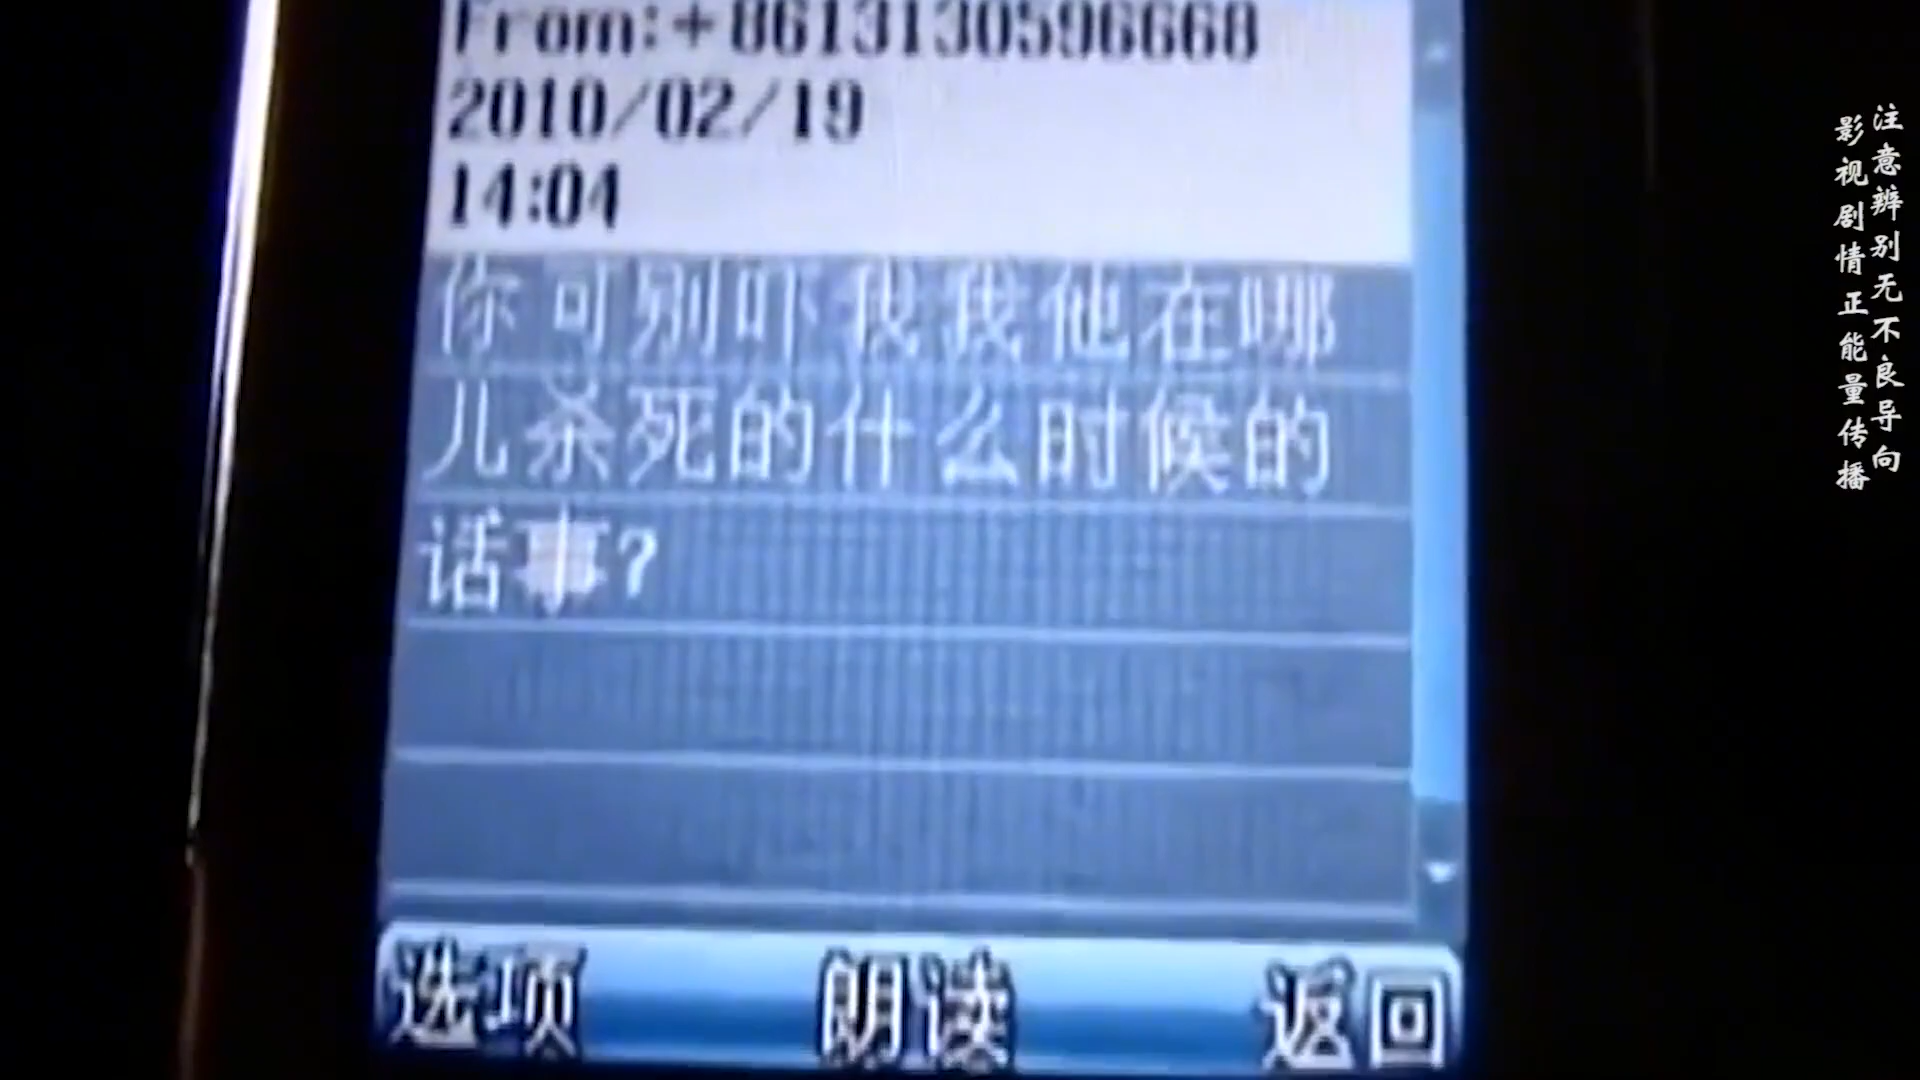 From:+8613130596668
2010/02/19
14:04
你可别吓我我他在哪
儿杀死的什么时候的
话事?
选项 朗读 返回
注意辨别无不良导向
影视剧情正能量传播